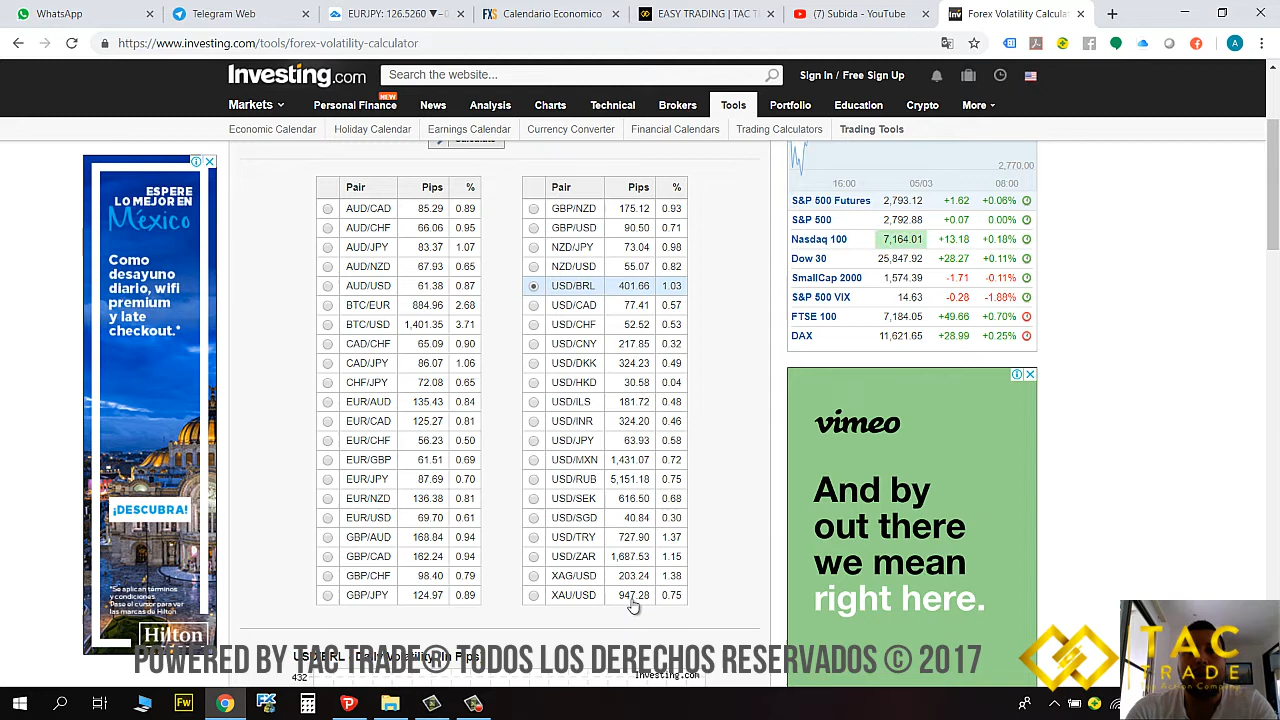 WhatsApp
Telegram Web
EURJPY: 126.5260 ▼−0
Calendario Economico
EASY TRADING | TAC T
(7) Subida - YouTube
Forex Volatility Calcula
https://www.investing.com/tools/forex-volatility-calculator
Investing.com
Search the website...
Sign In / Free Sign Up
Markets
Personal Finance
NEW
News
Analysis
Charts
Technical
Brokers
Tools
Portfolio
Education
Crypto
More
Economic Calendar
Holiday Calendar
Earnings Calendar
Currency Converter
Financial Calendars
Trading Calculators
Trading Tools
Calculate
Pair Pips %
AUD/CAD 85.29 0.89
AUD/CHF 66.06 0.95
AUD/JPY 83.37 1.07
AUD/NZD 67.93 0.65
AUD/USD 61.38 0.87
BTC/EUR 884.96 2.68
BTC/USD 1,401.35 3.71
CAD/CHF 65.09 0.90
CAD/JPY 86.07 1.06
CHF/JPY 72.08 0.65
EUR/AUD 135.43 0.84
EUR/CAD 125.27 0.81
EUR/CHF 56.23 0.50
EUR/GBP 61.51 0.69
EUR/JPY 87.69 0.70
EUR/NZD 136.38 0.81
EUR/USD 69.70 0.61
GBP/AUD 168.84 0.94
GBP/CAD 162.24 0.94
GBP/CHF 98.40 0.79
GBP/JPY 124.97 0.89
Pair Pips %
GBP/NZD 175.12 0.93
GBP/USD 90.50 0.71
NZD/JPY 73.04 0.98
NZD/USD 55.07 0.82
USD/BRL 401.66 1.03
USD/CAD 77.41 0.57
USD/CHF 52.52 0.53
USD/CNY 217.85 0.32
USD/DKK 324.23 0.49
USD/HKD 30.58 0.04
USD/ILS 181.72 0.48
USD/INR 324.20 0.46
USD/JPY 63.93 0.58
USD/MXN 1,431.07 0.72
USD/RUB 5,151.18 0.75
USD/SEK 616.50 0.68
USD/SGD 40.84 0.30
USD/TRY 727.90 1.37
USD/ZAR 1,687.53 1.15
XAG/USD 203.24 1.38
XAU/USD 947.28 0.75
2,770.00
16:00 05/03 08:00
S&P 500 Futures 2,793.12 +1.62 +0.06%
S&P 500 2,792.88 +0.07 0.00%
Nasdaq 100 7,164.01 +13.18 +0.18%
Dow 30 25,847.92 +28.27 +0.11%
SmallCap 2000 1,574.39 -1.71 -0.11%
S&P 500 VIX 14.63 -0.28 -1.88%
FTSE 100 7,184.05 +49.66 +0.70%
DAX 11,621.65 +28.99 +0.25%
ESPERE
LO MEJOR EN
México
Como
desayuno
diario, wifi
premium
y late
checkout.*
¡DESCUBRA!
*Se aplican términos
y condiciones.
Pase el cursor para ver
las marcas de Hilton
Hilton
vimeo
And by
out there
we mean
right here.
432
Investing.com
TAC
TRADE